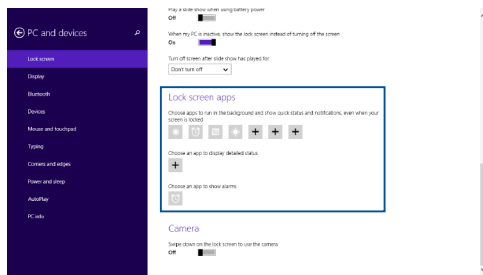 PC and devices
Lock screen
Display
Bluetooth
Devices
Mouse and touchpad
Typing
Corners and edges
Power and sleep
AutoPlay
PC info
Play a slide show when using battery power
Off
When my PC is inactive, show the lock screen instead of turning off the screen
On
Turn off screen after slide show has played for
Don't turn off
Lock screen apps
Choose apps to run in the background and show quick status and notifications, even when your
screen is locked
Choose an app to display detailed status
Choose an app to show alarms
Camera
Swipe down on the lock screen to use the camera
Off